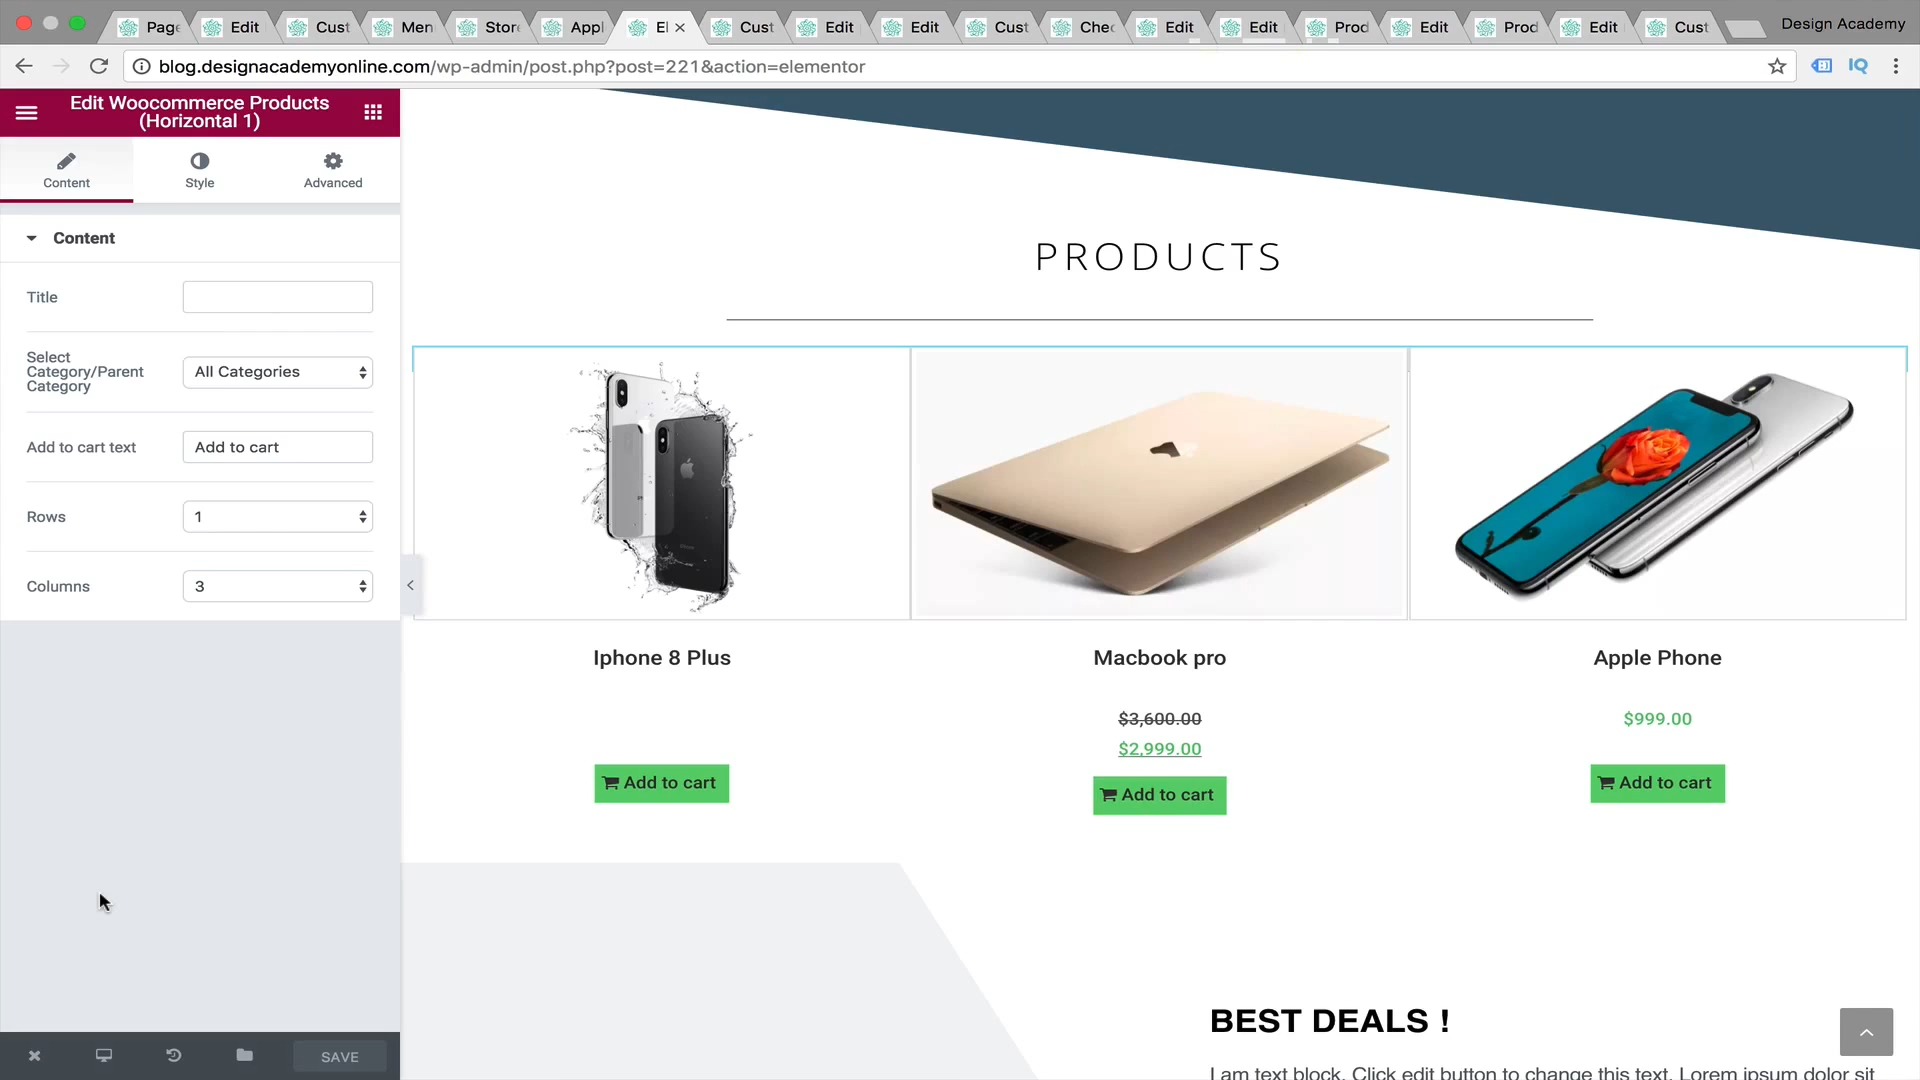 Page
Edit
Cust
Men
Store
Appl
El
Cust
Edit
Edit
Cust
Chec
Edit
Edit
Prod
Edit
Prod
Edit
Cust
Design Academy
blog.designacademyonline.com/wp-admin/post.php?post=221&action=elementor
IQ
Edit Woocommerce Products
(Horizontal 1)
Content
Style
Advanced
Content
Title
Select
Category/Parent
Category
All Categories
Add to cart text
Add to cart
Rows
1
Columns
3
SAVE
PRODUCTS
Iphone 8 Plus
Macbook pro
Apple Phone
$3,600.00
$2,999.00
$999.00
Add to cart
Add to cart
Add to cart
BEST DEALS !
I am text block. Click edit button to change this text. Lorem ipsum dolor sit